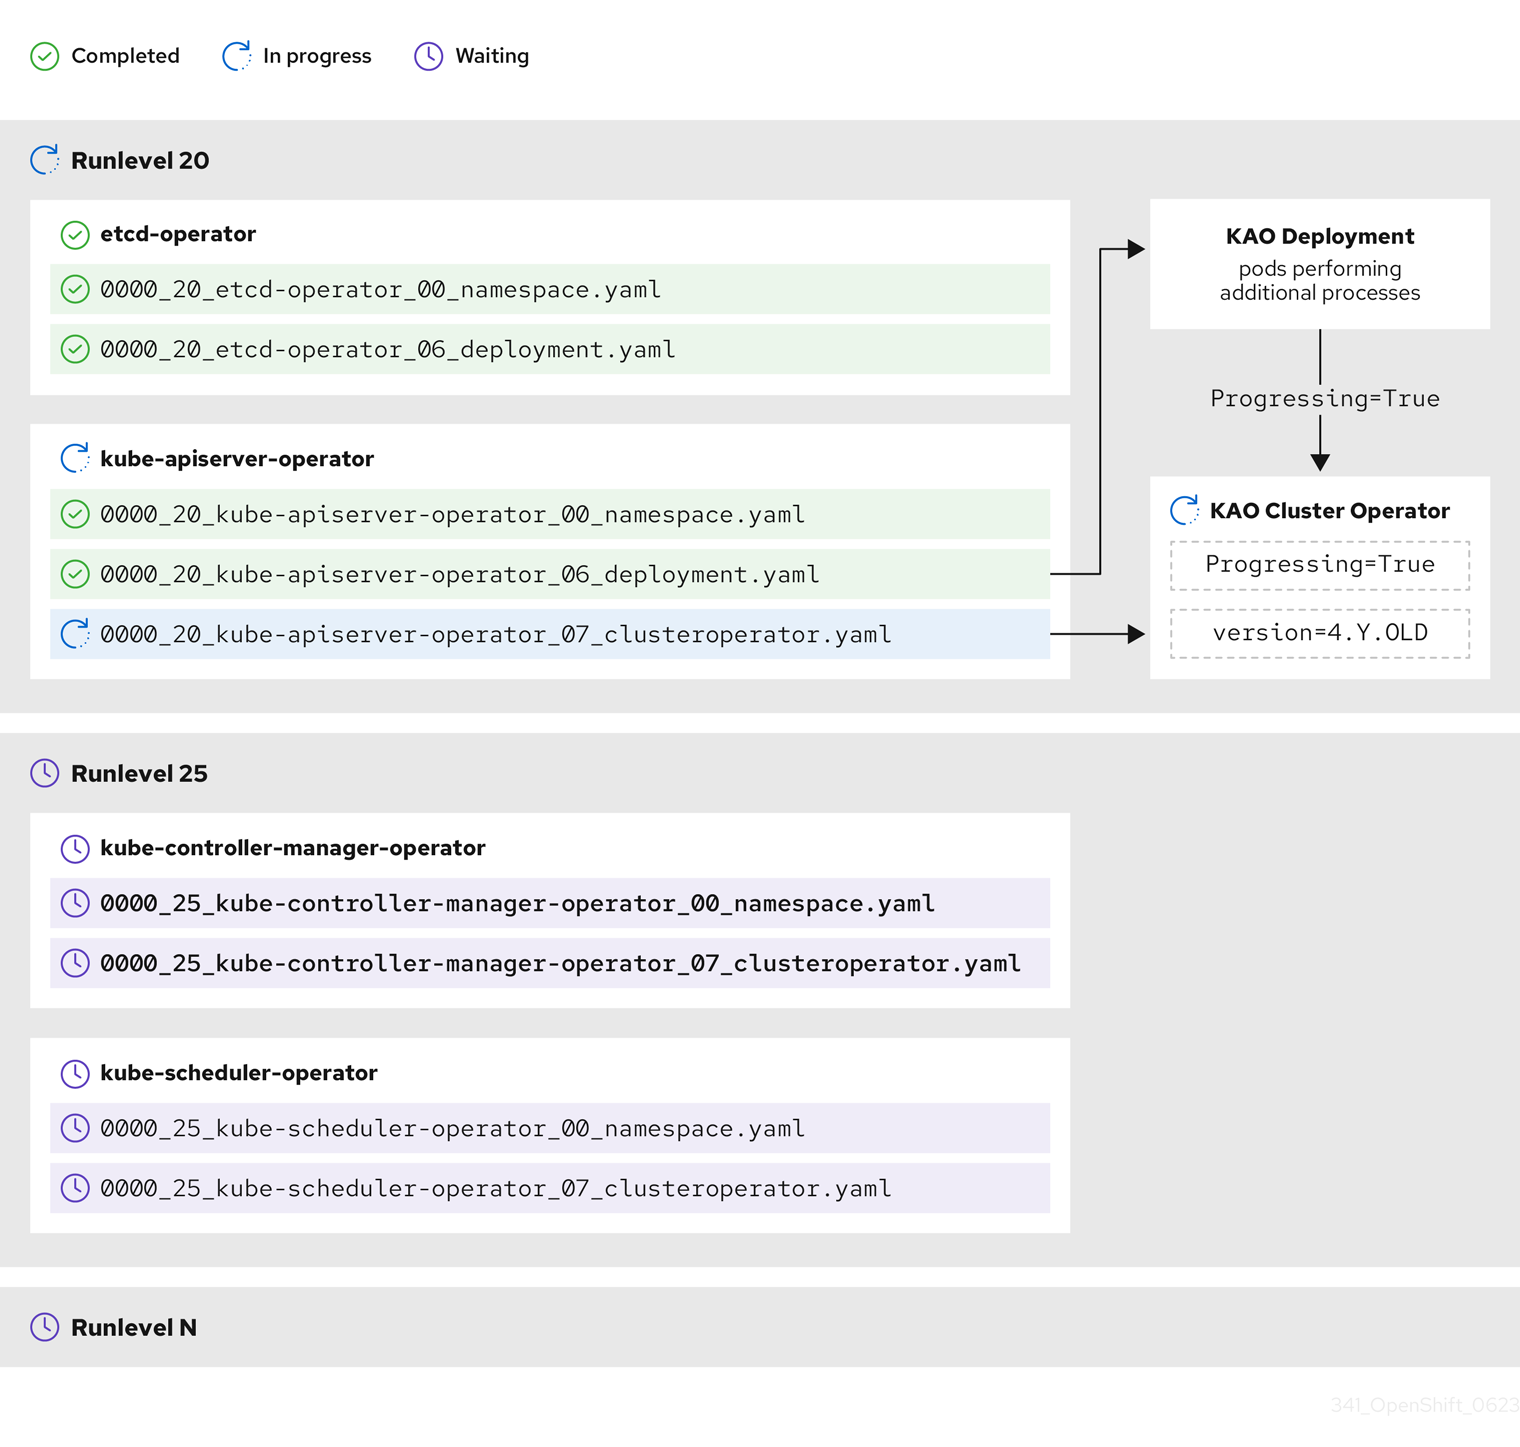 Completed
In progress
Waiting
Runlevel 20
etcd-operator
0000_20_etcd-operator_00_namespace.yaml
0000_20_etcd-operator_06_deployment.yaml
kube-apiserver-operator
0000_20_kube-apiserver-operator_00_namespace.yaml
0000_20_kube-apiserver-operator_06_deployment.yaml
0000_20_kube-apiserver-operator_07_clusteroperator.yaml
KAO Deployment
pods performing
additional processes
Progressing=True
KAO Cluster Operator
Progressing=True
version=4.Y.OLD
Runlevel 25
kube-controller-manager-operator
0000_25_kube-controller-manager-operator_00_namespace.yaml
0000_25_kube-controller-manager-operator_07_clusteroperator.yaml
kube-scheduler-operator
0000_25_kube-scheduler-operator_00_namespace.yaml
0000_25_kube-scheduler-operator_07_clusteroperator.yaml
Runlevel N
341_OpenShift_0623